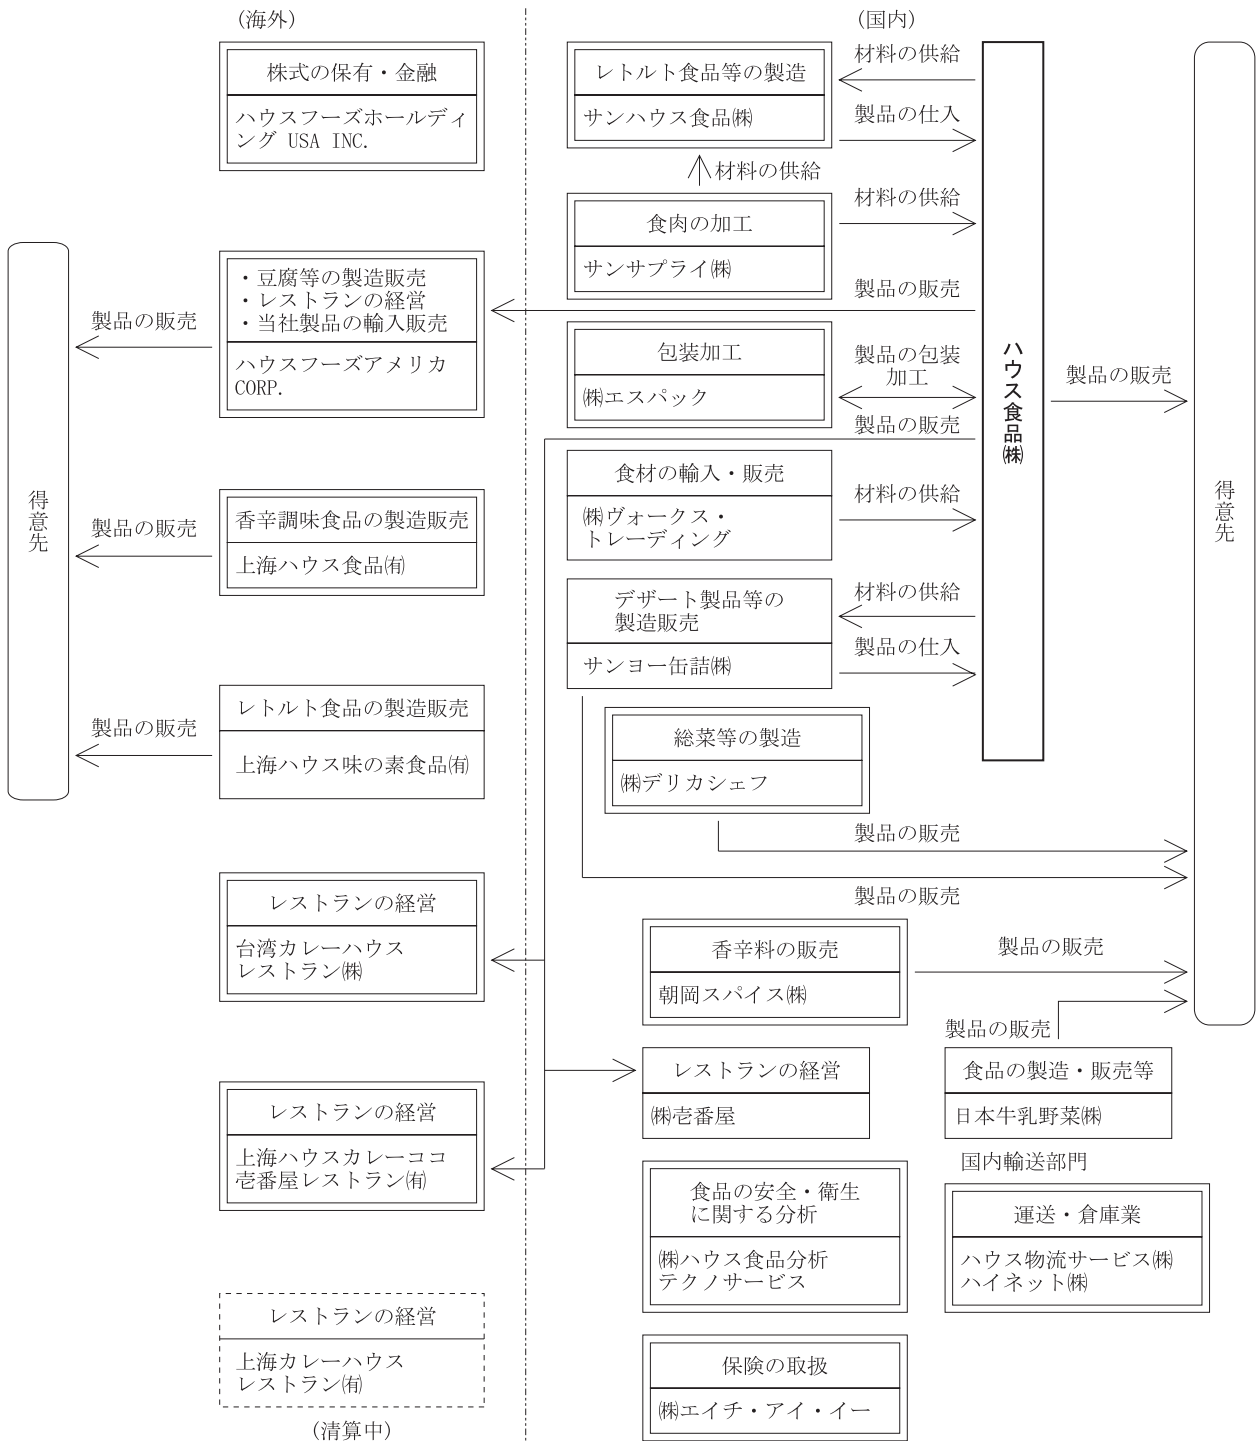 (海外)
株式の保有・金融
ハウスフーズホールディ
ング USA INC.
・豆腐等の製造販売
・レストランの経営
・当社製品の輸入販売
ハウスフーズアメリカ
CORP.
製品の販売
得意先
香辛調味食品の製造販売
上海ハウス食品㈲
製品の販売
レトルト食品の製造販売
上海ハウス味の素食品㈲
製品の販売
レストランの経営
台湾カレーハウス
レストラン㈱
レストランの経営
上海ハウスカレーココ
壱番屋レストラン㈲
レストランの経営
上海カレーハウス
レストラン㈲
(清算中)
(国内)
レトルト食品等の製造
サンハウス食品㈱
材料の供給
製品の仕入
材料の供給
食肉の加工
サンサプライ㈱
材料の供給
製品の販売
包装加工
㈱エスパック
製品の包装
加工
製品の販売
食材の輸入・販売
㈱ヴォークス・
トレーディング
材料の供給
デザート製品等の
製造販売
サンヨー缶詰㈱
材料の供給
製品の仕入
ハウス食品㈱
製品の販売
得意先
総菜等の製造
㈱デリカシェフ
製品の販売
製品の販売
香辛料の販売
朝岡スパイス㈱
製品の販売
製品の販売
レストランの経営
㈱壱番屋
食品の製造・販売等
日本牛乳野菜㈱
食品の安全・衛生
に関する分析
㈱ハウス食品分析
テクノサービス
国内輸送部門
運送・倉庫業
ハウス物流サービス㈱
ハイネット㈱
保険の取扱
㈱エイチ・アイ・イー